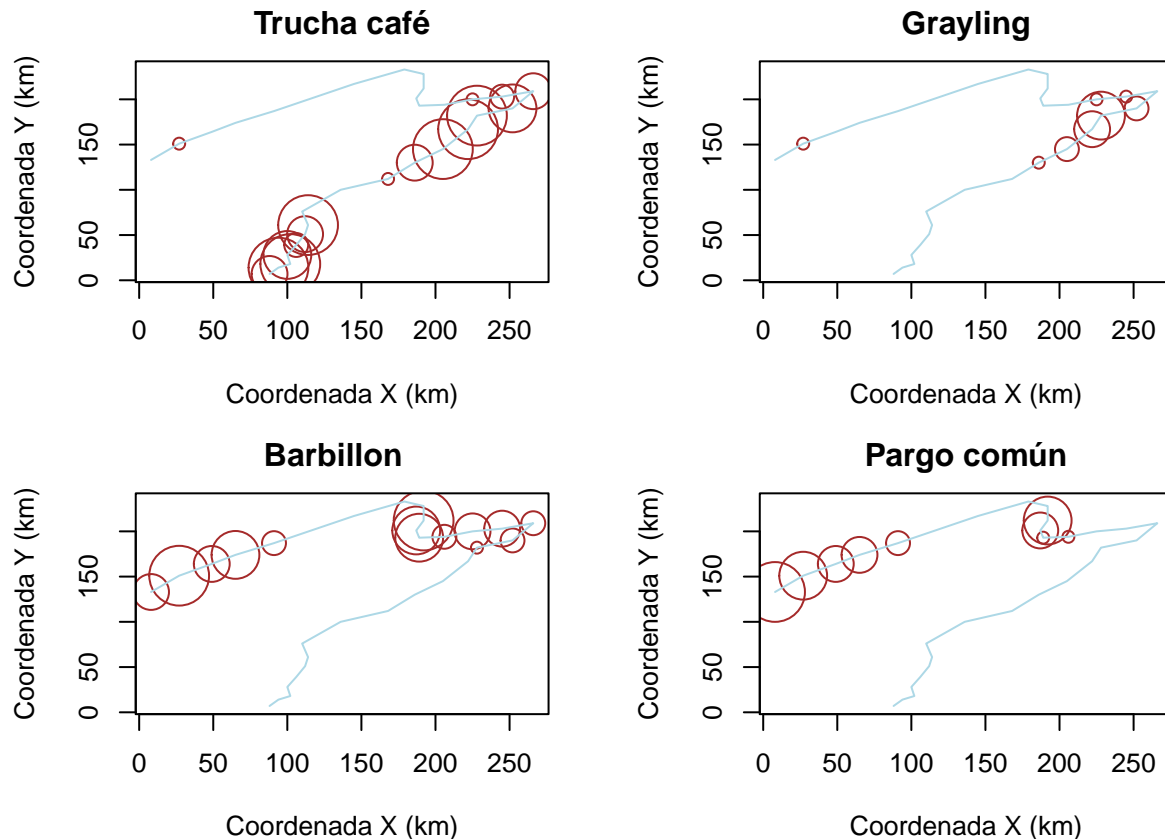 Trucha café
Coordenada Y (km)
0
50
150
0 50 100 150 200 250
Coordenada X (km)
Grayling
Coordenada Y (km)
0
50
150
0 50 100 150 200 250
Coordenada X (km)
Barbillon
Coordenada Y (km)
0
50
150
0 50 100 150 200 250
Coordenada X (km)
Pargo común
Coordenada Y (km)
0
50
150
0 50 100 150 200 250
Coordenada X (km)